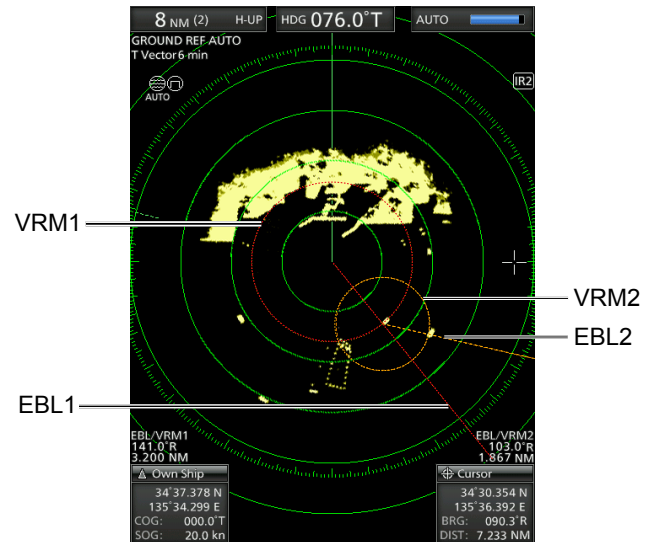 8 NM (2) H-UP HDG 076.0°T AUTO
GROUND REF AUTO
T Vector 6 min
IR2
AUTO
VRM1
VRM2
EBL2
EBL1
EBL/VRM1
141.0°R
3.200 NM
EBL/VRM2
103.0°R
1.867 NM
Own Ship
34°37.378 N
135°34.299 E
COG: 000.0°T
SOG: 20.0 kn
Cursor
34°30.354 N
135°36.392 E
BRG: 090.3°R
DIST: 7.233 NM